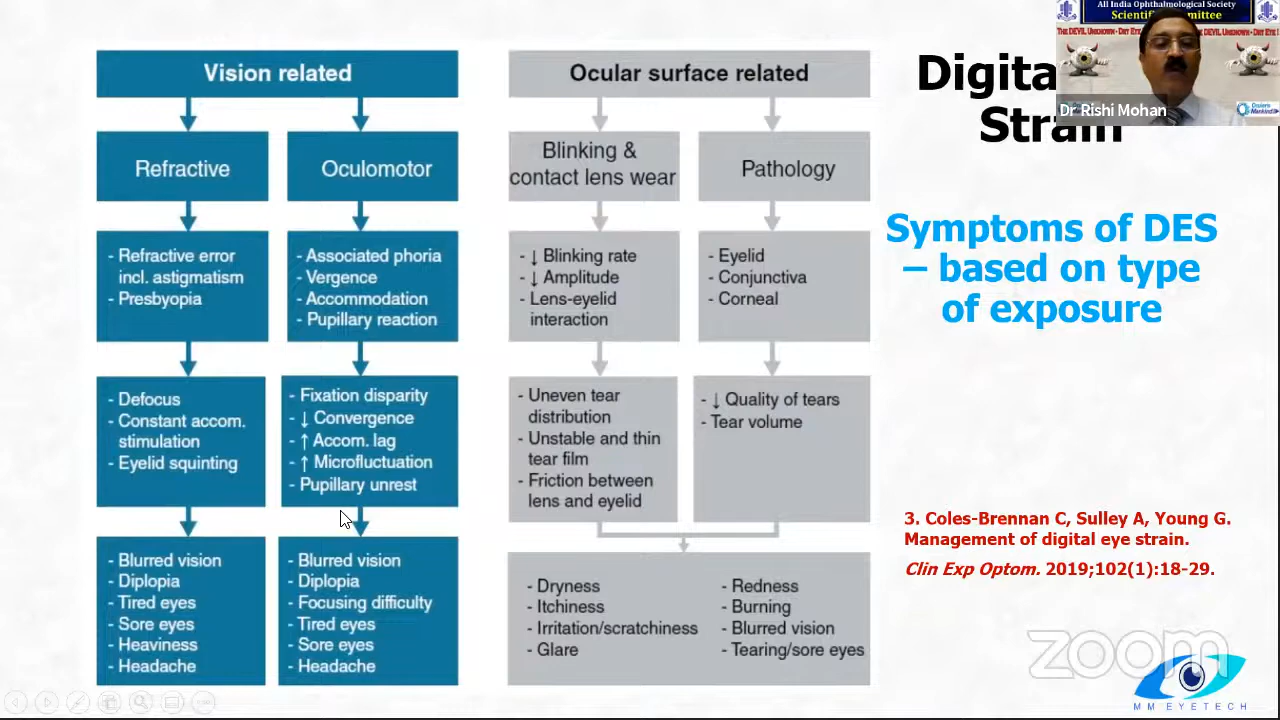 All India Ophthalmological Society
Scientific Committee
THE DEVIL UNKNOWN - DRY EYE
Dr. Rishi Mohan
Vision related
Refractive
Oculomotor
- Refractive error
incl. astigmatism
- Presbyopia
- Associated phoria
- Vergence
- Accommodation
- Pupillary reaction
- Defocus
- Constant accom.
stimulation
- Eyelid squinting
- Fixation disparity
- ↓ Convergence
- ↑ Accom. lag
- ↑ Microfluctuation
- Pupillary unrest
- Blurred vision
- Diplopia
- Tired eyes
- Sore eyes
- Heaviness
- Headache
- Blurred vision
- Diplopia
- Focusing difficulty
- Tired eyes
- Sore eyes
- Headache
Ocular surface related
Blinking &
contact lens wear
Pathology
- ↓ Blinking rate
- ↓ Amplitude
- Lens-eyelid
interaction
- Eyelid
- Conjunctiva
- Corneal
- Uneven tear
distribution
- Unstable and thin
tear film
- Friction between
lens and eyelid
- ↓ Quality of tears
- Tear volume
- Dryness
- Itchiness
- Irritation/scratchiness
- Glare
- Redness
- Burning
- Blurred vision
- Tearing/sore eyes
Digita
Strain
Symptoms of DES
– based on type
of exposure
3. Coles-Brennan C, Sulley A, Young G.
Management of digital eye strain.
Clin Exp Optom. 2019;102(1):18-29.
zoom
MM EYETECH